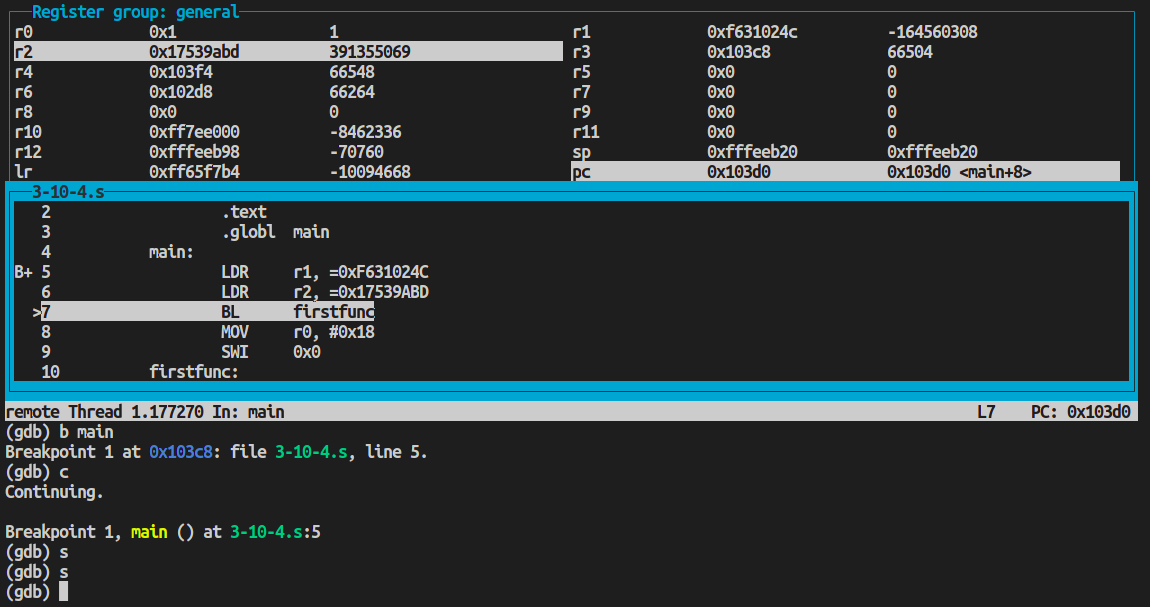 Register group: general
r0 0x1 1 r1 0xf631024c -164560308
r2 0x17539abd 391355069 r3 0x103c8 66504
r4 0x103f4 66548 r5 0x0 0
r6 0x102d8 66264 r7 0x0 0
r8 0x0 0 r9 0x0 0
r10 0xff7ee000 -8462336 r11 0x0 0
r12 0xfffeeb98 -70760 sp 0xfffeeb20 0xfffeeb20
lr 0xff65f7b4 -10094668 pc 0x103d0 0x103d0 <main+8>
3-10-4.s
2 .text
3 .globl main
4 main:
B+ 5 LDR r1, =0xF631024C
6 LDR r2, =0x17539ABD
>7 BL firstfunc
8 MOV r0, #0x18
9 SWI 0x0
10 firstfunc:
remote Thread 1.177270 In: main L7 PC: 0x103d0
(gdb) b main
Breakpoint 1 at 0x103c8: file 3-10-4.s, line 5.
(gdb) c
Continuing.
Breakpoint 1, main () at 3-10-4.s:5
(gdb) s
(gdb) s
(gdb)